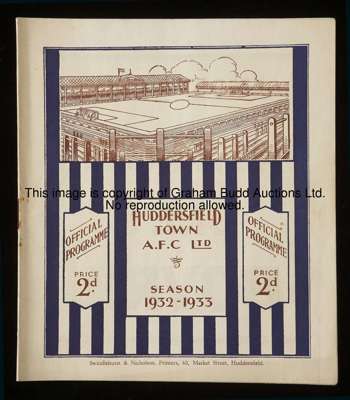 This image is copyright of Graham Budd Auctions Ltd.
No reproduction allowed.
HUDDERSFIELD
TOWN
A.F.C LTD
SEASON
1932-1933
OFFICIAL
PROGRAMME
PRICE
2d.
OFFICIAL
PROGRAMME
PRICE
2d.
Swindlehurst & Nicholson, Printers, 60, Market Street, Huddersfield.